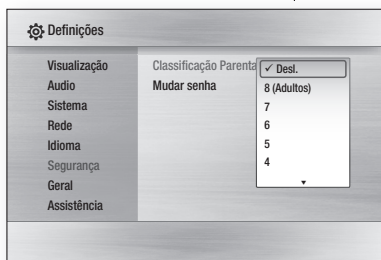 Definições
Visualização
Audio
Sistema
Rede
Idioma
Segurança
Geral
Assistência
Classificação Parenta
Mudar senha
✓ Desl.
8 (Adultos)
7
6
5
4